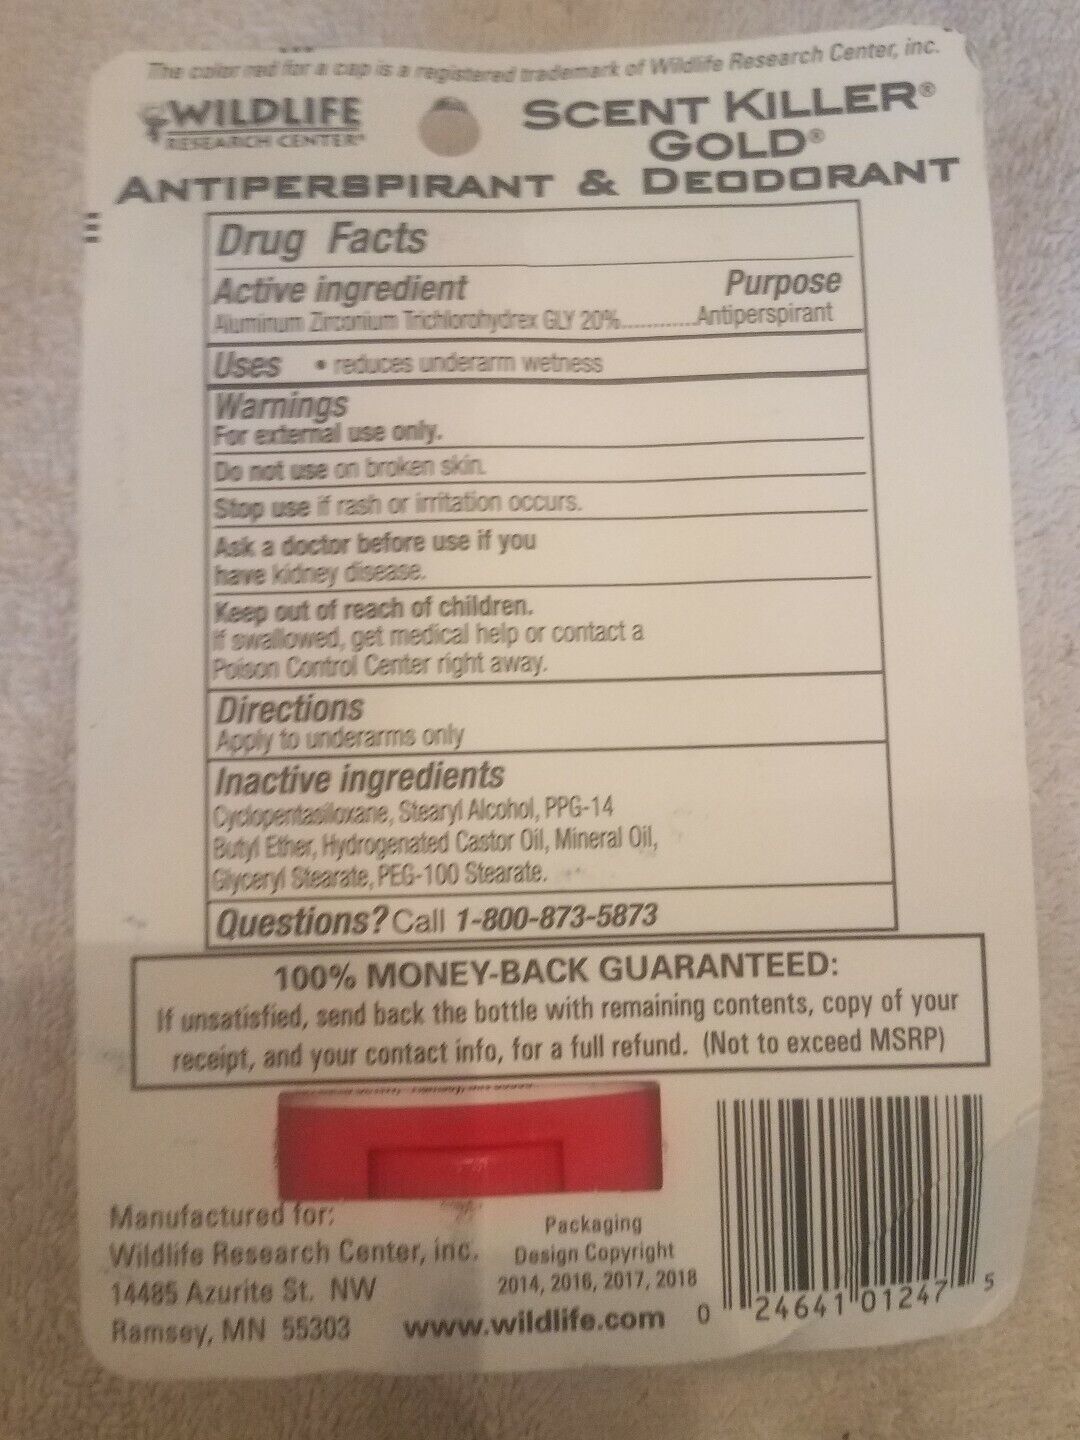 The color red for a cap is a registered trademark of Wildlife Research Center, inc.
WILDLIFE
RESEARCH CENTER®
SCENT KILLER®
GOLD®
ANTIPERSPIRANT & DEODORANT
Drug Facts
Active ingredient Purpose
Aluminum Zirconium Trichlorohydrex GLY 20%............Antiperspirant
Uses • reduces underarm wetness
Warnings
For external use only.
Do not use on broken skin.
Stop use if rash or irritation occurs.
Ask a doctor before use if you
have kidney disease.
Keep out of reach of children.
If swallowed, get medical help or contact a
Poison Control Center right away.
Directions
Apply to underarms only
Inactive ingredients
Cyclopentasiloxane, Stearyl Alcohol, PPG-14
Butyl Ether, Hydrogenated Castor Oil, Mineral Oil,
Glyceryl Stearate, PEG-100 Stearate.
Questions? Call 1-800-873-5873
100% MONEY-BACK GUARANTEED:
If unsatisfied, send back the bottle with remaining contents, copy of your
receipt, and your contact info, for a full refund. (Not to exceed MSRP)
Manufactured for:
Wildlife Research Center, inc.
14485 Azurite St. NW
Ramsey, MN 55303
Packaging
Design Copyright
2014, 2016, 2017, 2018
www.wildlife.com
0 24641 01247 5